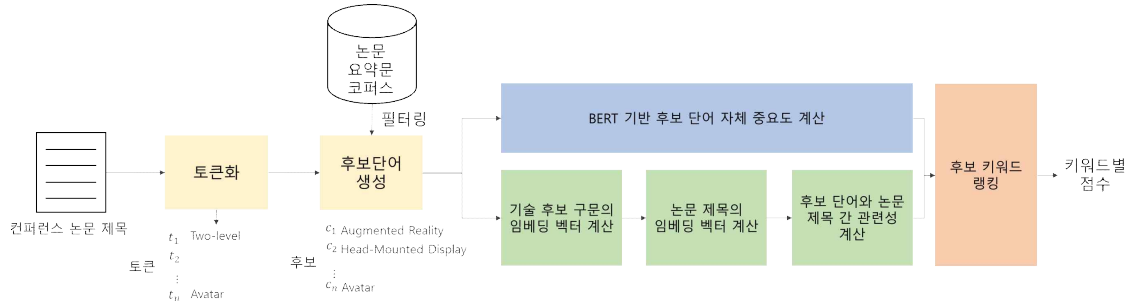 논문
요약문
코퍼스
필터링
컨퍼런스 논문 제목
토큰화
후보단어
생성
BERT 기반 후보 단어 자체 중요도 계산
기술 후보 구문의
임베딩 벡터 계산
논문 제목의
임베딩 벡터 계산
후보 단어와 논문
제목 간 관련성
계산
후보 키워드
랭킹
키워드별
점수
토큰
t1 Two-level
t2
⋮
tn Avatar
후보
c1 Augmented Reality
c2 Head-Mounted Display
⋮
cn Avatar